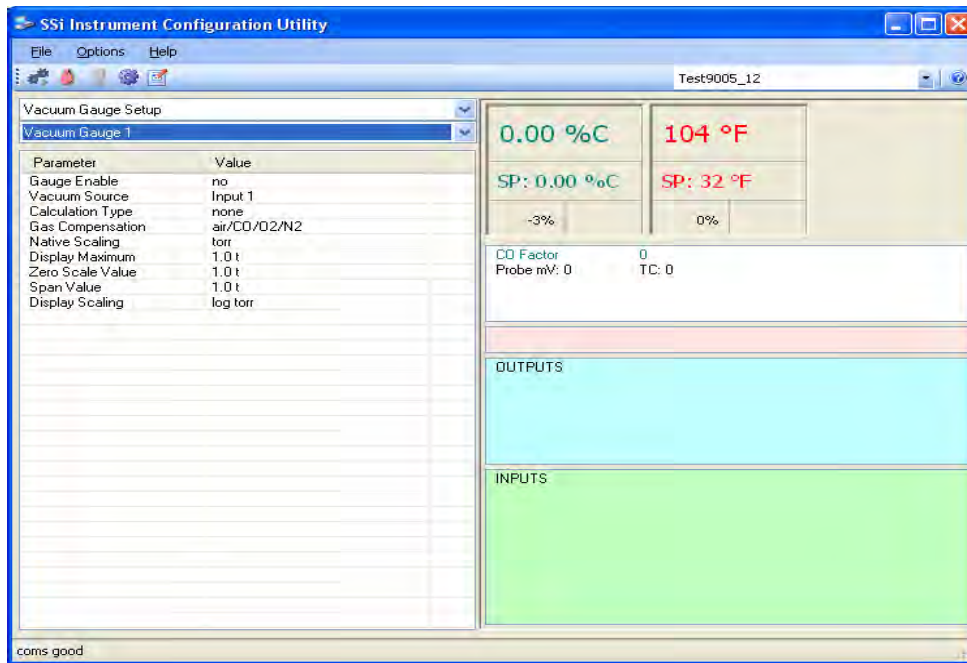 SSi Instrument Configuration Utility
File Options Help
Test9005_12
Vacuum Gauge Setup
Vacuum Gauge 1
Parameter Value
Gauge Enable no
Vacuum Source Input 1
Calculation Type none
Gas Compensation air/CO/O2/N2
Native Scaling torr
Display Maximum 1.0 t
Zero Scale Value 1.0 t
Span Value 1.0 t
Display Scaling log torr
0.00 %C
SP: 0.00 %C
-3%
104 °F
SP: 32 °F
0%
CO Factor 0
Probe mV: 0 TC: 0
OUTPUTS
INPUTS
coms good